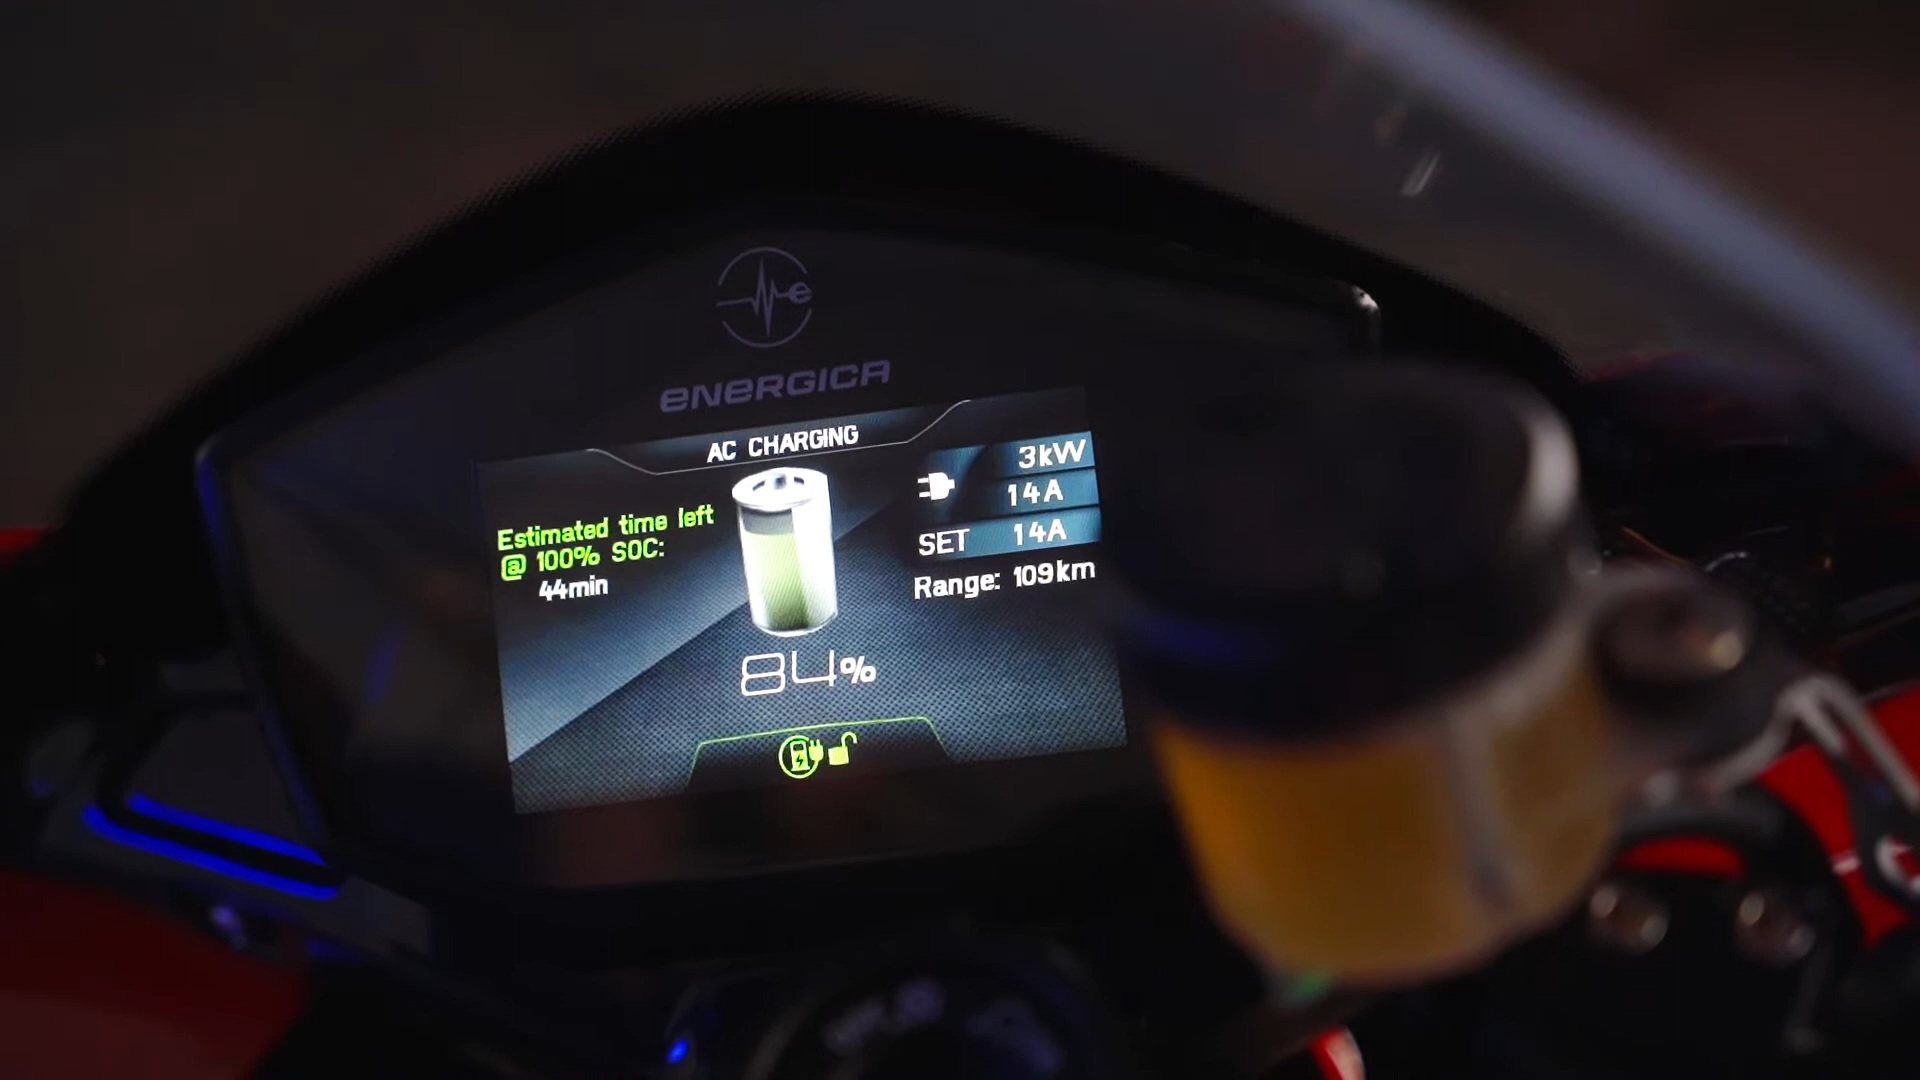 e
eNeRGICA
AC CHARGING
Estimated time left
@ 100% SOC:
44min
3kW
14A
SET 14A
Range: 109km
84%